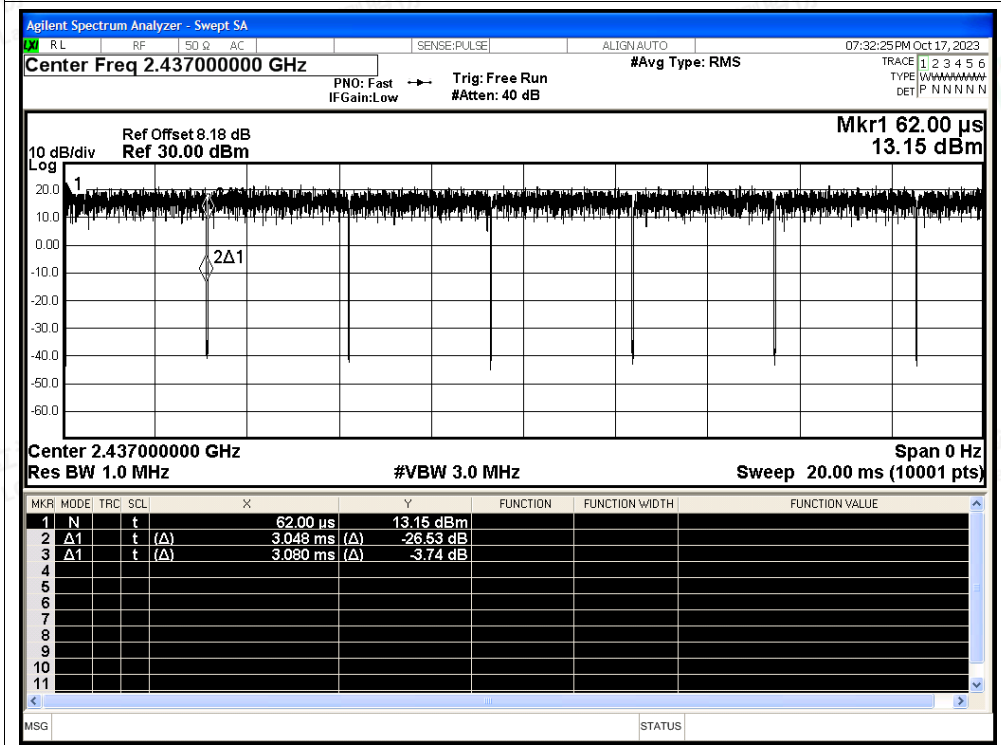 Agilent Spectrum Analyzer - Swept SA
LXI RL RF 50 Ω AC SENSE:PULSE ALIGN AUTO 07:32:25 PM Oct 17, 2023
Center Freq 2.437000000 GHz #Avg Type: RMS TRACE 1 2 3 4 5 6
PNO: Fast Trig: Free Run TYPE W
IFGain:Low #Atten: 40 dB DET P N N N N N
Mkr1 62.00 µs
Ref Offset 8.18 dB
10 dB/div Ref 30.00 dBm 13.15 dBm
Log
1
20.0
10.0
0.00
2Δ1
-10.0
-20.0
-30.0
-40.0
-50.0
-60.0
Center 2.437000000 GHz Span 0 Hz
Res BW 1.0 MHz #VBW 3.0 MHz Sweep 20.00 ms (10001 pts)
MKR MODE TRC SCL X Y FUNCTION FUNCTION WIDTH FUNCTION VALUE
1 N t 62.00 µs 13.15 dBm
2 Δ1 t (Δ) 3.048 ms (Δ) -26.53 dB
3 Δ1 t (Δ) 3.080 ms (Δ) -3.74 dB
4
5
6
7
8
9
10
11
MSG STATUS